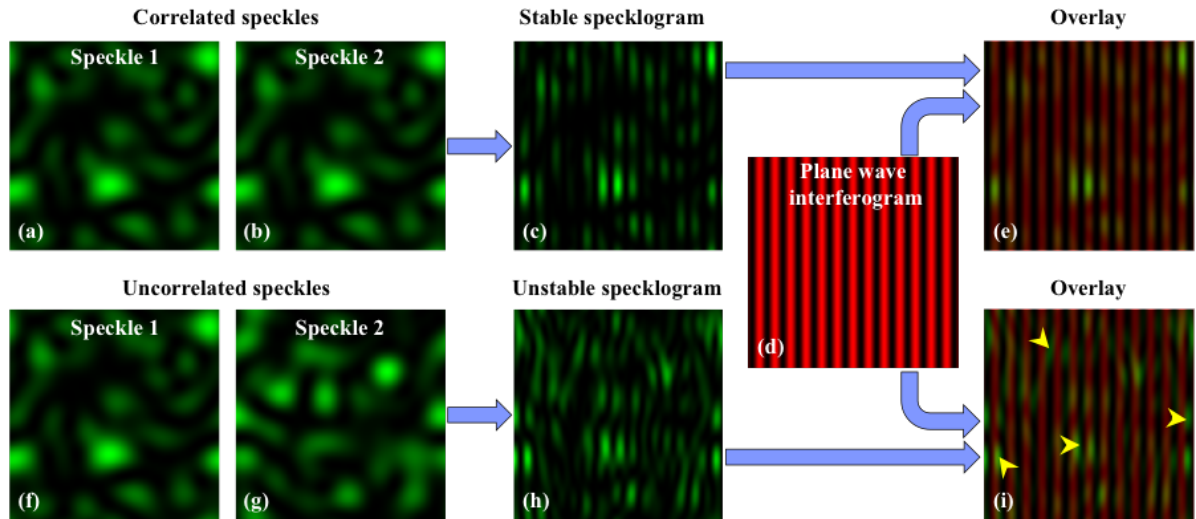 Correlated speckles
Stable specklogram
Overlay
Speckle 1
Speckle 2
(a)
(b)
(c)
Plane wave
interferogram
(d)
(e)
Uncorrelated speckles
Unstable specklogram
Overlay
Speckle 1
Speckle 2
(f)
(g)
(h)
(i)